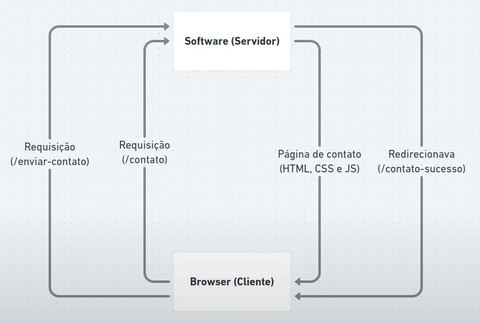 Software (Servidor)
Requisição
(/enviar-contato)
Requisição
(/contato)
Página de contato
(HTML, CSS e JS)
Redirecionava
(/contato-sucesso)
Browser (Cliente)